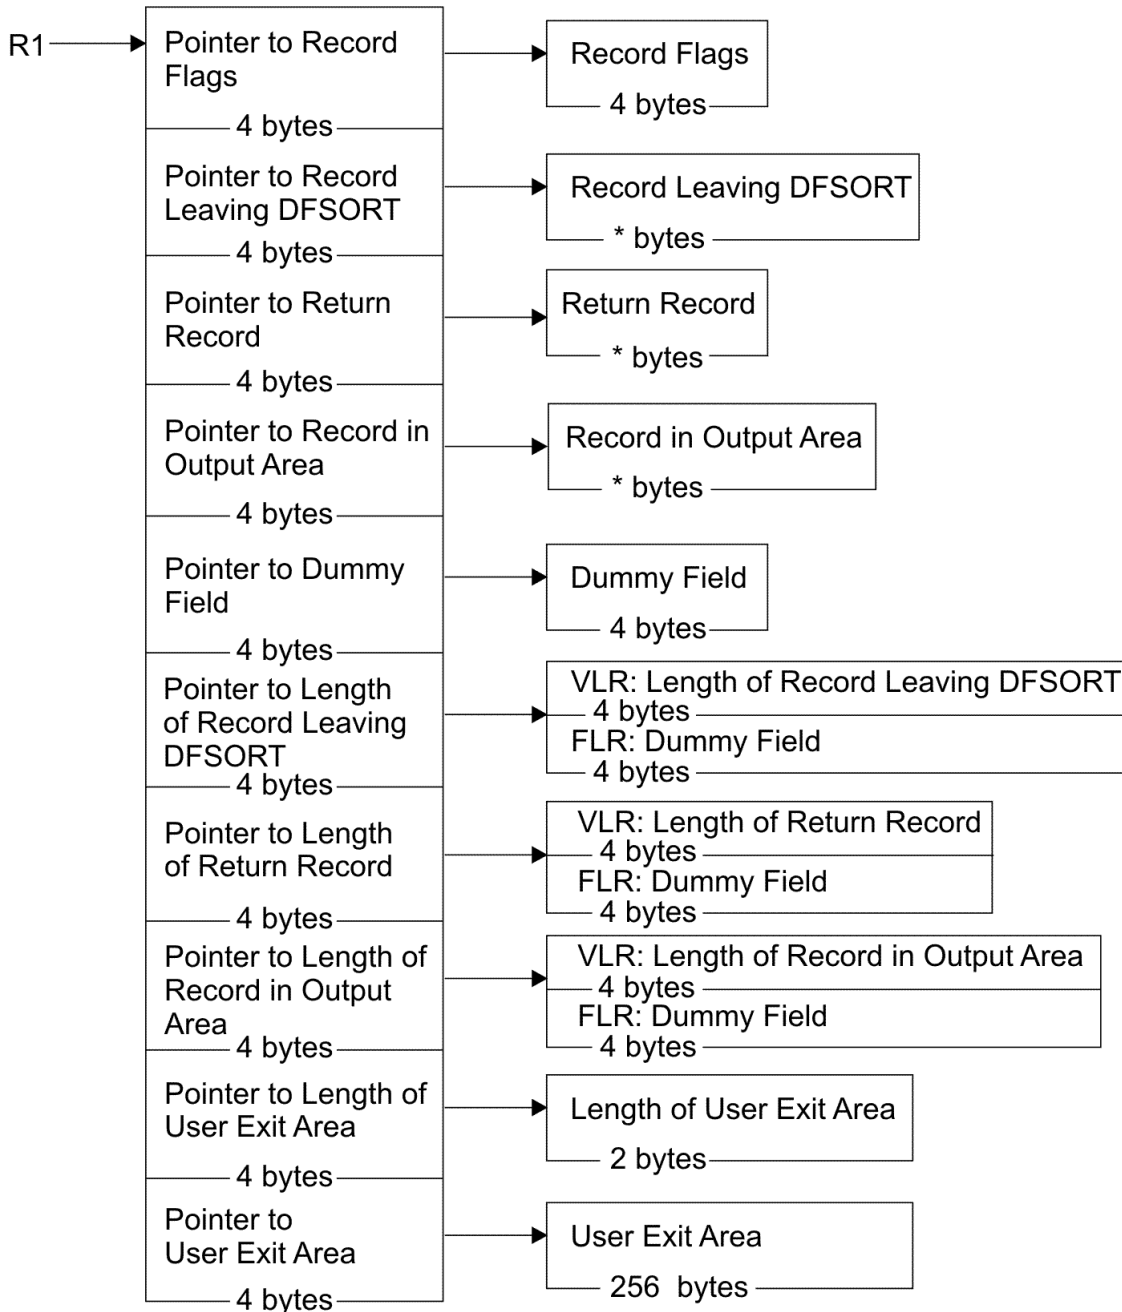 R1
Pointer to Record
Flags
4 bytes
Record Flags
4 bytes
Pointer to Record
Leaving DFSORT
4 bytes
Record Leaving DFSORT
* bytes
Pointer to Return
Record
4 bytes
Return Record
* bytes
Pointer to Record in
Output Area
4 bytes
Record in Output Area
* bytes
Pointer to Dummy
Field
4 bytes
Dummy Field
4 bytes
Pointer to Length
of Record Leaving
DFSORT
4 bytes
VLR: Length of Record Leaving DFSORT
4 bytes
FLR: Dummy Field
4 bytes
Pointer to Length
of Return Record
4 bytes
VLR: Length of Return Record
4 bytes
FLR: Dummy Field
4 bytes
Pointer to Length of
Record in Output
Area
4 bytes
VLR: Length of Record in Output Area
4 bytes
FLR: Dummy Field
4 bytes
Pointer to Length of
User Exit Area
4 bytes
Length of User Exit Area
2 bytes
Pointer to
User Exit Area
4 bytes
User Exit Area
256 bytes